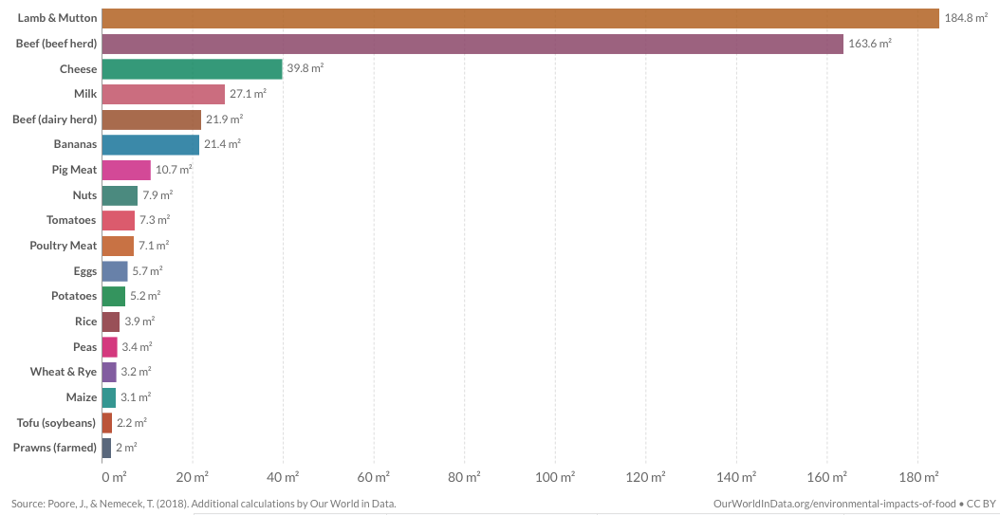 Lamb & Mutton 184.8 m²
Beef (beef herd) 163.6 m²
Cheese 39.8 m²
Milk 27.1 m²
Beef (dairy herd) 21.9 m²
Bananas 21.4 m²
Pig Meat 10.7 m²
Nuts 7.9 m²
Tomatoes 7.3 m²
Poultry Meat 7.1 m²
Eggs 5.7 m²
Potatoes 5.2 m²
Rice 3.9 m²
Peas 3.4 m²
Wheat & Rye 3.2 m²
Maize 3.1 m²
Tofu (soybeans) 2.2 m²
Prawns (farmed) 2 m²
0 m² 20 m² 40 m² 60 m² 80 m² 100 m² 120 m² 140 m² 160 m² 180 m²
Source: Poore, J., & Nemecek, T. (2018). Additional calculations by Our World in Data. OurWorldInData.org/environmental-impacts-of-food • CC BY